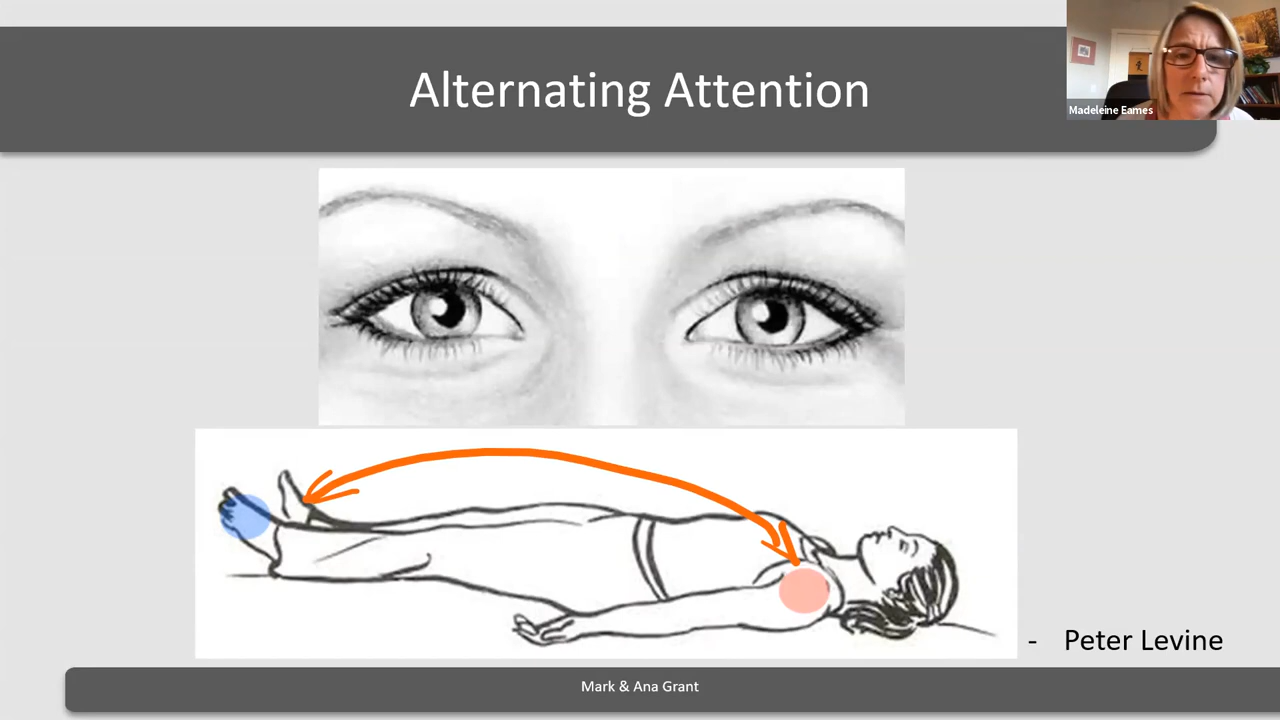 Alternating Attention
Madeleine Eames
- Peter Levine
Mark & Ana Grant